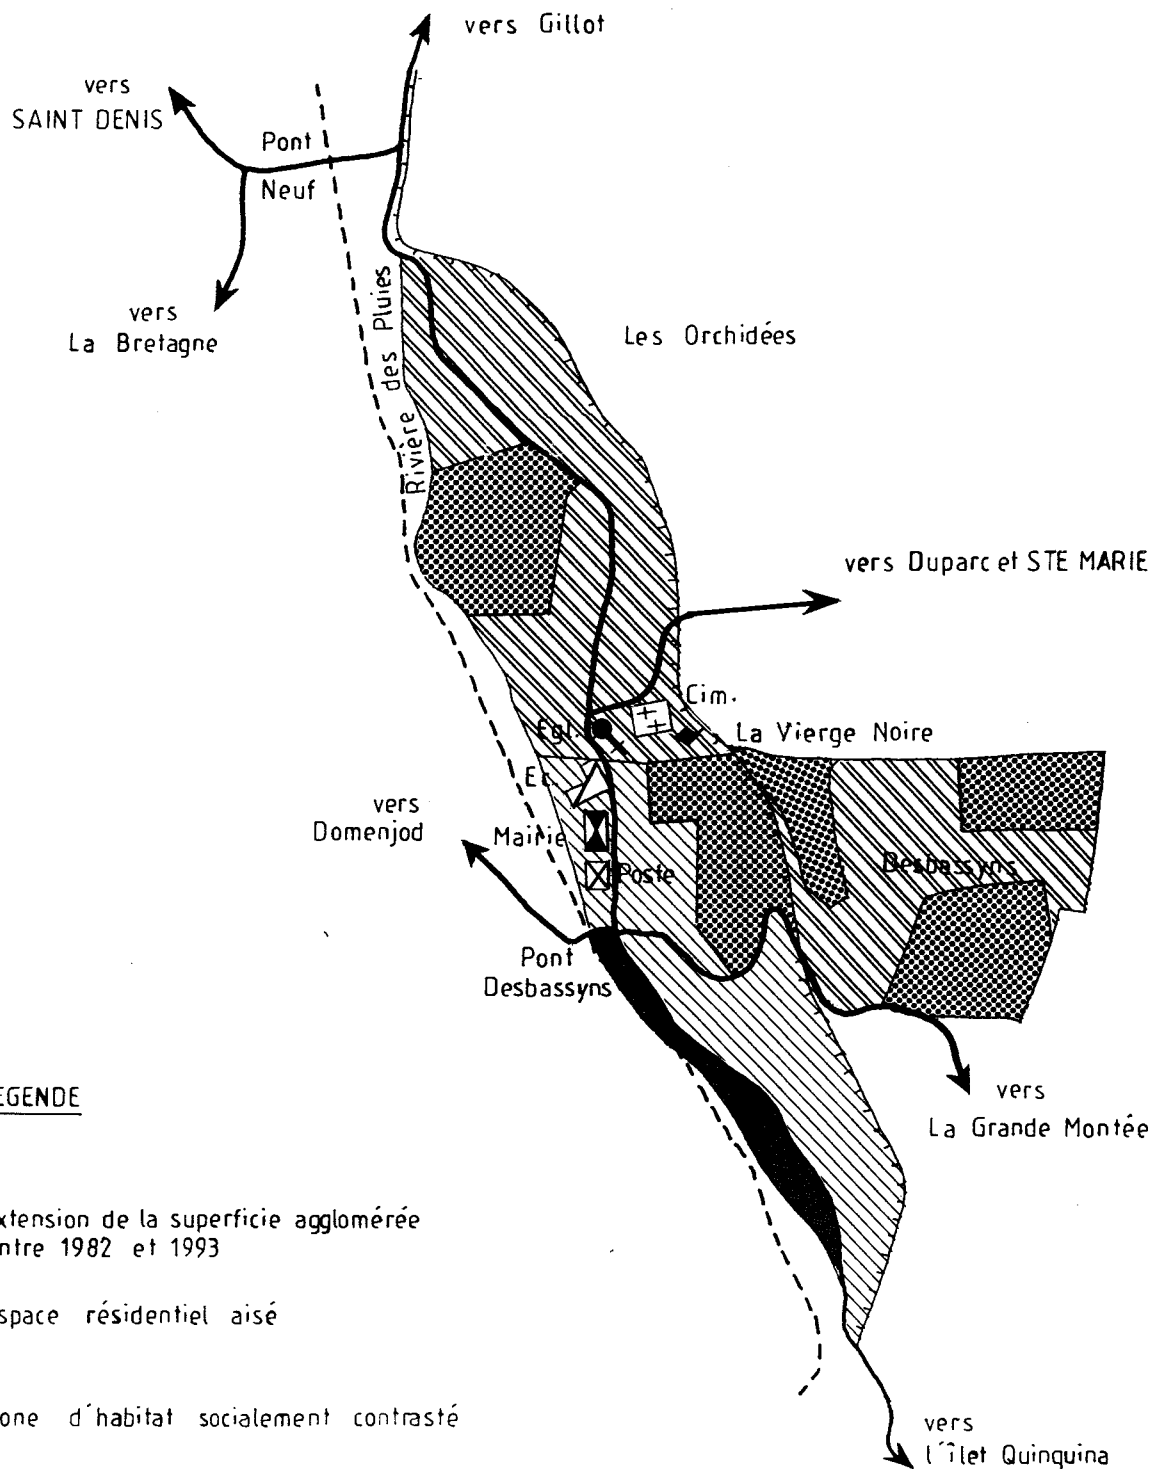 vers Gillot
vers
SAINT DENIS
Pont
Neuf
vers
La Bretagne
Rivière des Pluies
Les Orchidées
vers Duparc et STE MARIE
Cim.
Egl.
La Vierge Noire
Ec.
vers
Domenjod
Mairie
Desbassyns
Poste
Pont
Desbassyns
EGENDE
vers
La Grande Montée
xtension de la superficie agglomérée
ntre 1982 et 1993
space résidentiel aisé
one d'habitat socialement contrasté
vers
l'îlet Quinquina